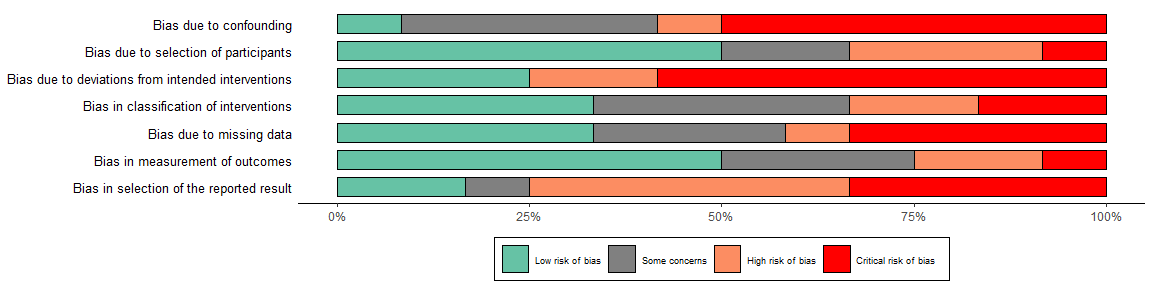 Bias due to confounding
Bias due to selection of participants
Bias due to deviations from intended interventions
Bias in classification of interventions
Bias due to missing data
Bias in measurement of outcomes
Bias in selection of the reported result
0% 25% 50% 75% 100%
Low risk of bias Some concerns High risk of bias Critical risk of bias